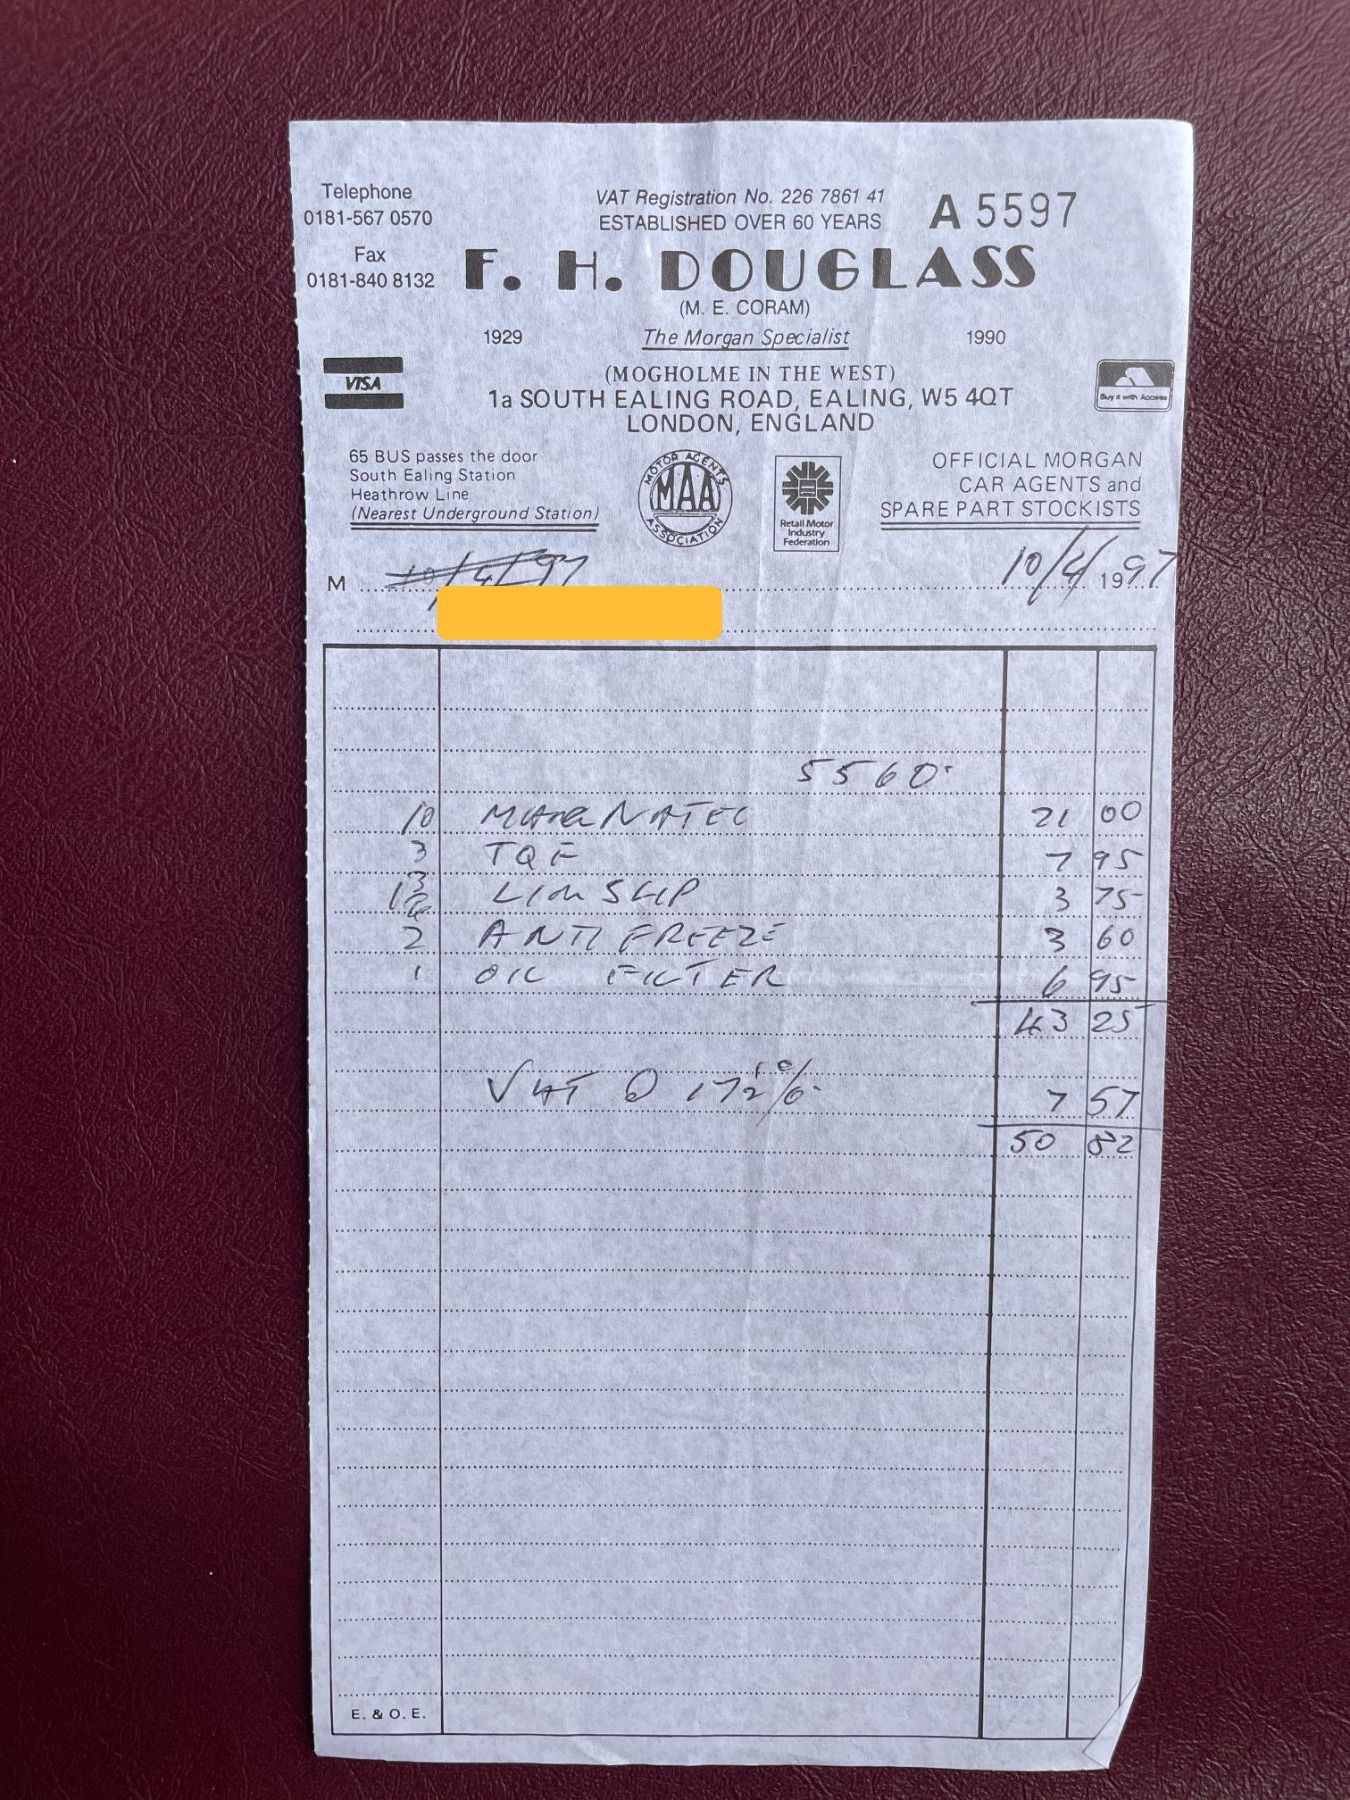 Telephone
0181-567 0570
Fax
0181-840 8132
VAT Registration No. 226 7861 41
ESTABLISHED OVER 60 YEARS
A 5597
F. H. DOUGLASS
(M. E. CORAM)
1929 The Morgan Specialist 1990
VISA
(MOGHOLME IN THE WEST)
1a SOUTH EALING ROAD, EALING, W5 4QT
LONDON, ENGLAND
Buy it with Access
65 BUS passes the door
South Ealing Station
Heathrow Line
(Nearest Underground Station)
MOTOR AGENTS
MAA
ASSOCIATION
Retail Motor
Industry
Federation
OFFICIAL MORGAN
CAR AGENTS and
SPARE PART STOCKISTS
M 10/4/97 10/4/1997
5560.
10 MAGNATEC 21 00
3 TQF 7 95
LIM SLIP 3 75
2 ANTI FREEZE 3 60
1 OIL FILTER 6 95
43 25
VAT @ 17½% 7 57
50 82
E. & O. E.